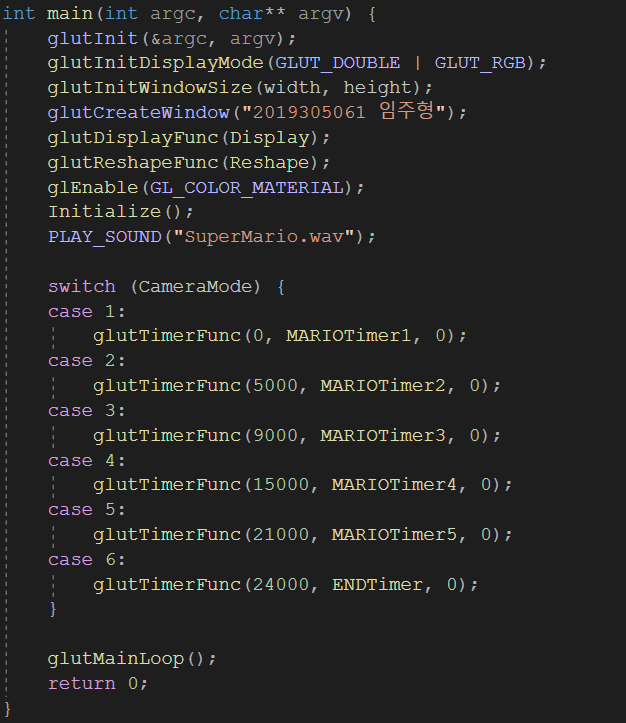 int main(int argc, char** argv) {
glutInit(&argc, argv);
glutInitDisplayMode(GLUT_DOUBLE | GLUT_RGB);
glutInitWindowSize(width, height);
glutCreateWindow("2019305061 임주형");
glutDisplayFunc(Display);
glutReshapeFunc(Reshape);
glEnable(GL_COLOR_MATERIAL);
Initialize();
PLAY_SOUND("SuperMario.wav");
switch (CameraMode) {
case 1:
glutTimerFunc(0, MARIOTimer1, 0);
case 2:
glutTimerFunc(5000, MARIOTimer2, 0);
case 3:
glutTimerFunc(9000, MARIOTimer3, 0);
case 4:
glutTimerFunc(15000, MARIOTimer4, 0);
case 5:
glutTimerFunc(21000, MARIOTimer5, 0);
case 6:
glutTimerFunc(24000, ENDTimer, 0);
}
glutMainLoop();
return 0;
}